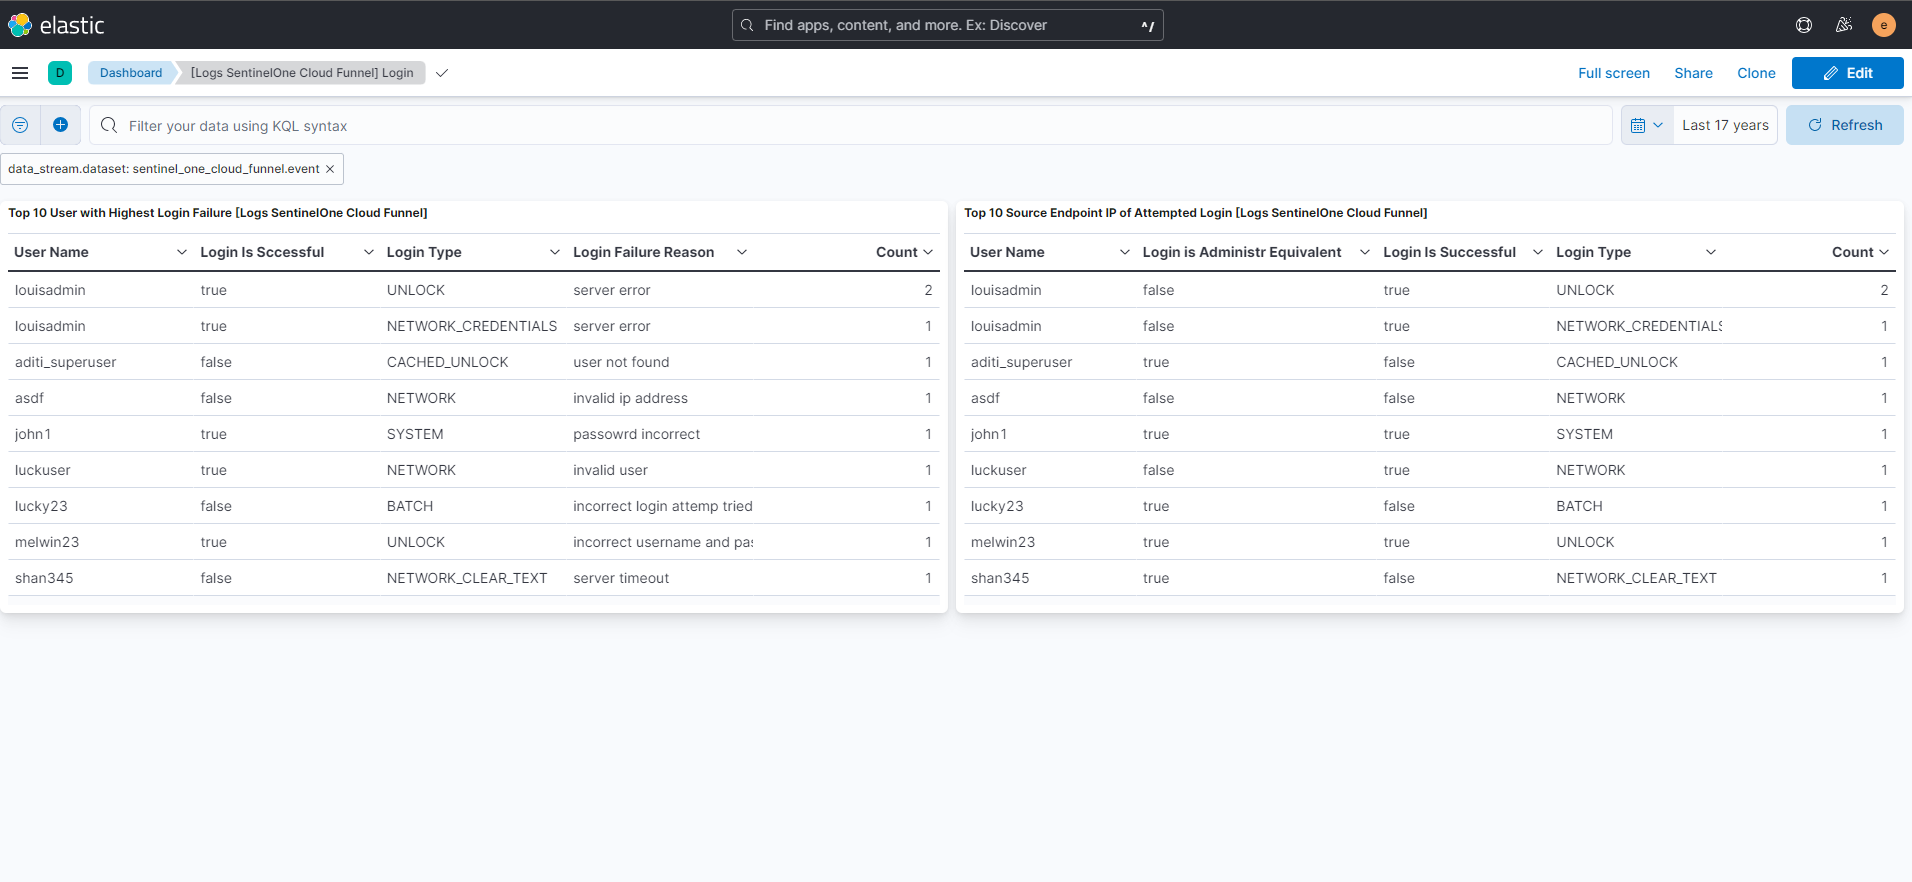 elastic
Find apps, content, and more. Ex: Discover ^/
e
D Dashboard [Logs SentinelOne Cloud Funnel] Login
Full screen Share Clone Edit
Filter your data using KQL syntax
Last 17 years Refresh
data_stream.dataset: sentinel_one_cloud_funnel.event ×
Top 10 User with Highest Login Failure [Logs SentinelOne Cloud Funnel]
User Name Login Is Sccessful Login Type Login Failure Reason Count
louisadmin true UNLOCK server error 2
louisadmin true NETWORK_CREDENTIALS server error 1
aditi_superuser false CACHED_UNLOCK user not found 1
asdf false NETWORK invalid ip address 1
john1 true SYSTEM passowrd incorrect 1
luckuser true NETWORK invalid user 1
lucky23 false BATCH incorrect login attemp tried 1
melwin23 true UNLOCK incorrect username and pas 1
shan345 false NETWORK_CLEAR_TEXT server timeout 1
Top 10 Source Endpoint IP of Attempted Login [Logs SentinelOne Cloud Funnel]
User Name Login is Administr Equivalent Login Is Successful Login Type Count
louisadmin false true UNLOCK 2
louisadmin false true NETWORK_CREDENTIALS 1
aditi_superuser true false CACHED_UNLOCK 1
asdf false false NETWORK 1
john1 true true SYSTEM 1
luckuser false true NETWORK 1
lucky23 true false BATCH 1
melwin23 true true UNLOCK 1
shan345 true false NETWORK_CLEAR_TEXT 1